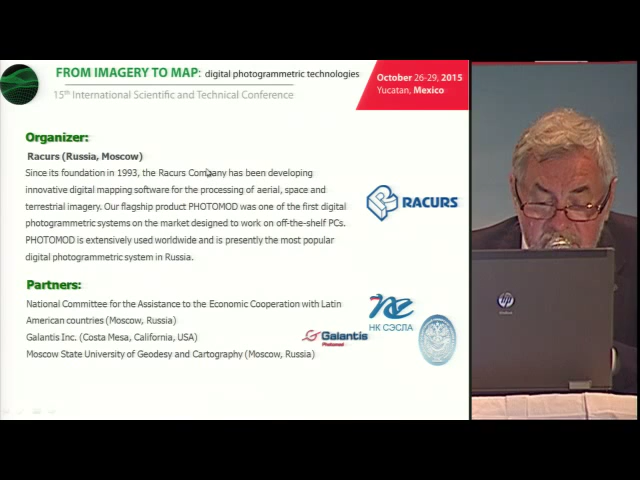 FROM IMAGERY TO MAP: digital photogrammetric technologies
15th International Scientific and Technical Conference
October 26-29, 2015
Yucatan, Mexico
Organizer:
Racurs (Russia, Moscow)
Since its foundation in 1993, the Racurs Company has been developing
innovative digital mapping software for the processing of aerial, space and
terrestrial imagery. Our flagship product PHOTOMOD was one of the first digital
photogrammetric systems on the market designed to work on off-the-shelf PCs.
PHOTOMOD is extensively used worldwide and is presently the most popular
digital photogrammetric system in Russia.
RACURS
Partners:
National Committee for the Assistance to the Economic Cooperation with Latin
American countries (Moscow, Russia)
Galantis Inc. (Costa Mesa, California, USA)
Moscow State University of Geodesy and Cartography (Moscow, Russia)
НК СЭСЛА
Galantis
Photomod
hp